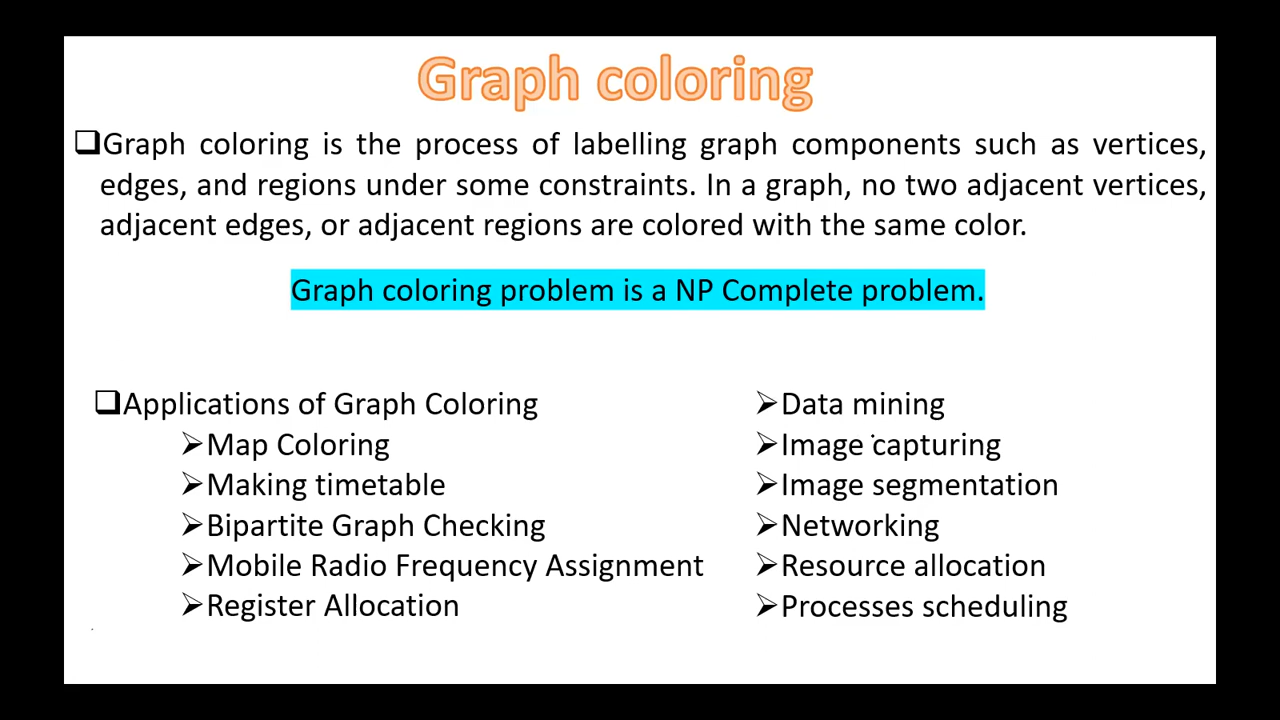 Graph coloring
❑Graph coloring is the process of labelling graph components such as vertices,
edges, and regions under some constraints. In a graph, no two adjacent vertices,
adjacent edges, or adjacent regions are colored with the same color.
Graph coloring problem is a NP Complete problem.
❑Applications of Graph Coloring
➢Map Coloring
➢Making timetable
➢Bipartite Graph Checking
➢Mobile Radio Frequency Assignment
➢Register Allocation
➢Data mining
➢Image capturing
➢Image segmentation
➢Networking
➢Resource allocation
➢Processes scheduling